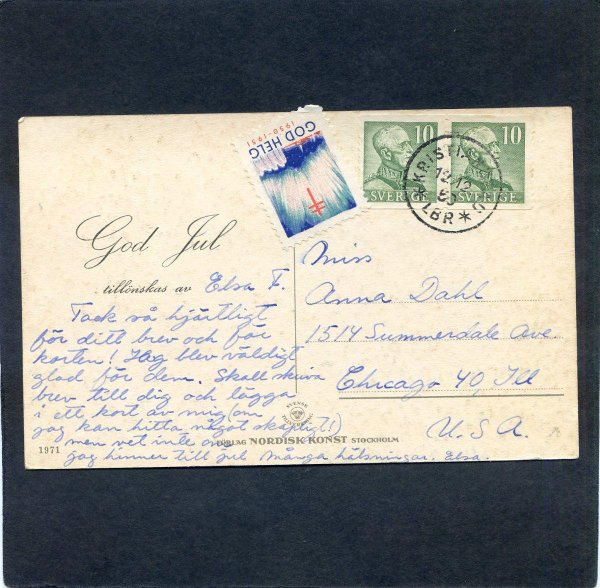 GOD HELG
1950-1951
10
10
SVERIGE
SVERIGE
12 12
LBR
God Jul
tillönskas av Elsa F.
Tack så hjärtligt
för ditt brev och för
korten! Jag blev väldigt
glad för dem. Skall skriva
brev till dig och lägga
i ett kort av mig (om
jag kan hitta något skapligt!)
men vet inte om
jag hinner till jul Många hälsningar. Elsa.
Miss
Anna Dahl
1514 Summerdale Ave.
Chicago 40, Ill
U.S.A.
FÖRLAG NORDISK KONST STOCKHOLM
1971